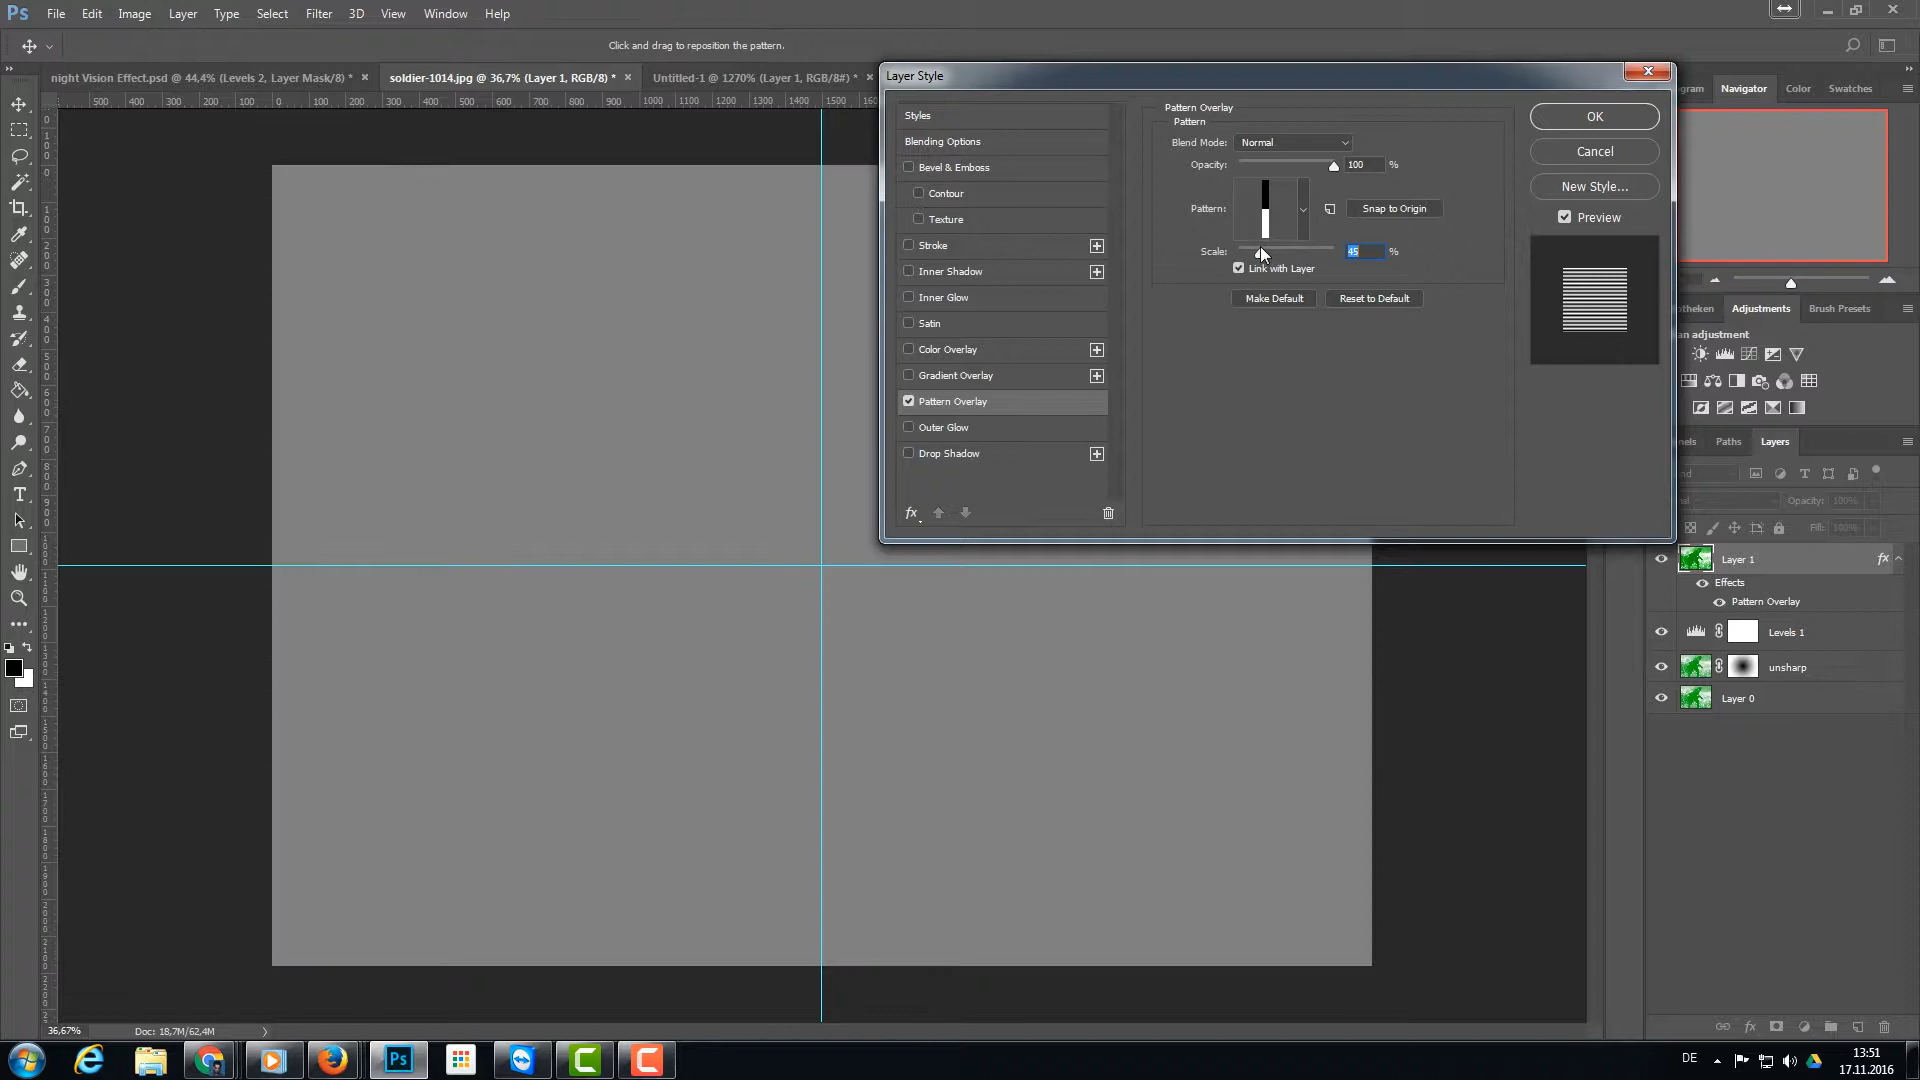 Ps File Edit Image Layer Type Select Filter 3D View Window Help
Click and drag to reposition the pattern.
night Vision Effect.psd @ 44,4% (Levels 2, Layer Mask/8) *
soldier-1014.jpg @ 36,7% (Layer 1, RGB/8) *
Untitled-1 @ 1270% (Layer 1, RGB/8#) *
500 400 300 200 100 0 100 200 300 400 500 600 700 800 900 1000 1100 1200 1300 1400 1500
Layer Style
Styles
Blending Options
Bevel & Emboss
Contour
Texture
Stroke
Inner Shadow
Inner Glow
Satin
Color Overlay
Gradient Overlay
Pattern Overlay
Outer Glow
Drop Shadow
fx
Pattern Overlay
Pattern
Blend Mode: Normal
Opacity: 100 %
Pattern: Snap to Origin
Scale: 45 %
Link with Layer
Make Default Reset to Default
OK
Cancel
New Style...
Preview
Navigator Color Swatches
Adjustments Brush Presets
an adjustment
Paths Layers
Opacity: 100%
Fill: 100%
Layer 1 fx
Effects
Pattern Overlay
Levels 1
unsharp
Layer 0
fx
36,67% Doc: 18,7M/62,4M
Ps
DE
13:51
17.11.2016